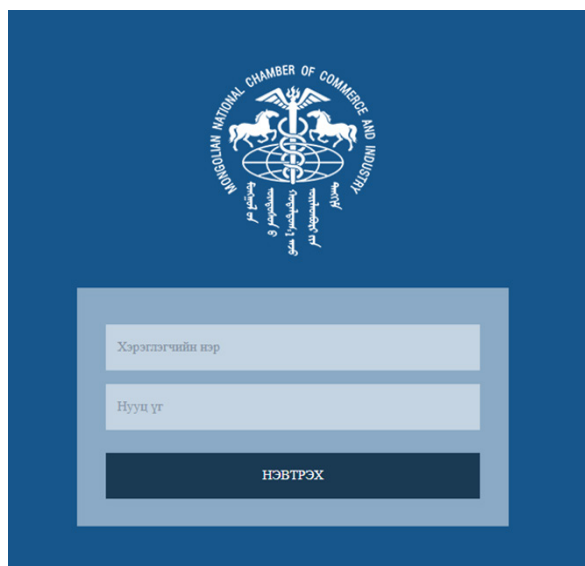 MONGOLIAN NATIONAL CHAMBER OF COMMERCE AND INDUSTRY
Хэрэглэгчийн нэр
Нууц үг
НЭВТРЭХ